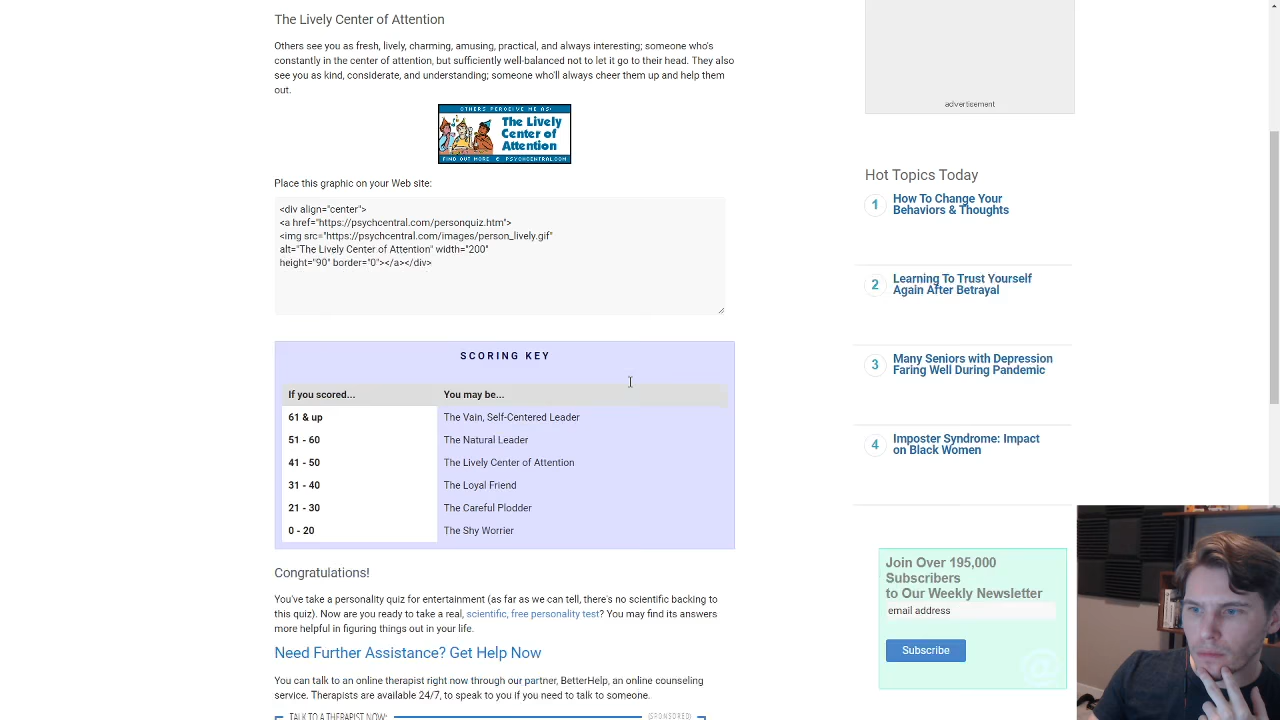 The Lively Center of Attention
Others see you as fresh, lively, charming, amusing, practical, and always interesting; someone who's
constantly in the center of attention, but sufficiently well-balanced not to let it go to their head. They also
see you as kind, considerate, and understanding; someone who'll always cheer them up and help them
out.
OTHERS PERCEIVE ME AS:
The Lively
Center of
Attention
FIND OUT MORE @ PSYCHCENTRAL.COM
Place this graphic on your Web site:
<div align="center">
<a href="https://psychcentral.com/personquiz.htm">
<img src="https://psychcentral.com/images/person_lively.gif"
alt="The Lively Center of Attention" width="200"
height="90" border="0"></a></div>
SCORING KEY
If you scored... You may be...
61 & up The Vain, Self-Centered Leader
51 - 60 The Natural Leader
41 - 50 The Lively Center of Attention
31 - 40 The Loyal Friend
21 - 30 The Careful Plodder
0 - 20 The Shy Worrier
Congratulations!
You've take a personality quiz for entertainment (as far as we can tell, there's no scientific backing to
this quiz). Now are you ready to take a real, scientific, free personality test? You may find its answers
more helpful in figuring things out in your life.
Need Further Assistance? Get Help Now
You can talk to an online therapist right now through our partner, BetterHelp, an online counseling
service. Therapists are available 24/7, to speak to you if you need to talk to someone.
TALK TO A THERAPIST NOW: (SPONSORED)
advertisement
Hot Topics Today
1 How To Change Your
Behaviors & Thoughts
2 Learning To Trust Yourself
Again After Betrayal
3 Many Seniors with Depression
Faring Well During Pandemic
4 Imposter Syndrome: Impact
on Black Women
Join Over 195,000
Subscribers
to Our Weekly Newsletter
email address
Subscribe
@